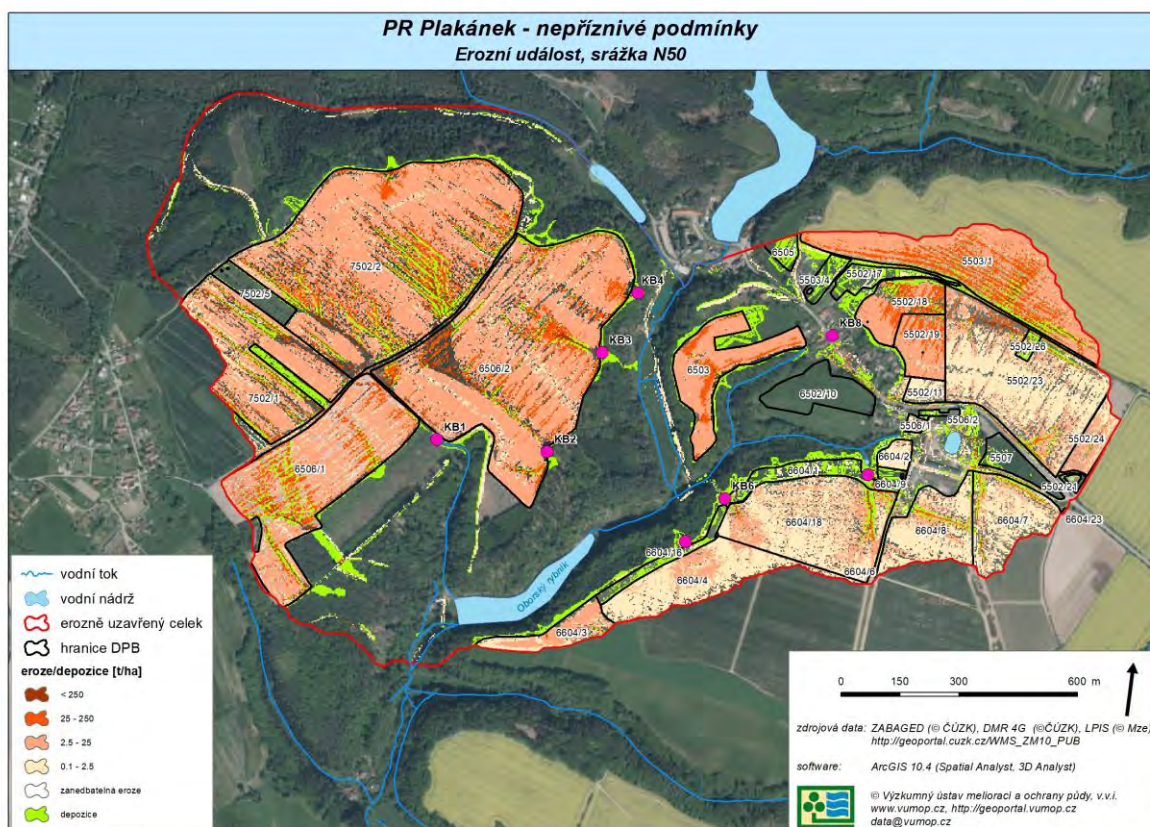 PR Plakánek - nepříznivé podmínky
Erozní událost, srážka N50
6505
5503/1
5503/4
5502/17
7502/2
7502/5
KB4
5502/18
KB8
5502/19
5502/26
KB3
6506/2
6503
5502/23
7502/1
6502/10
5502/11
KB1
5506/1
5506/2
KB2
5502/24
6604/2
5507
6506/1
6604/1
6604/9
KB6
5502/21
6604/23
6604/18
6604/8
6604/7
6604/16
6604/6
6604/4
Oborský rybník
6604/3
vodní tok
vodní nádrž
erozně uzavřený celek
hranice DPB
eroze/depozice [t/ha]
< 250
25 - 250
2.5 - 25
0.1 - 2.5
zanedbatelná eroze
depozice
0 150 300 600 m
zdrojová data: ZABAGED (© ČÚZK), DMR 4G (©ČÚZK), LPIS (© Mze)
http://geoportal.cuzk.cz/WMS_ZM10_PUB
software: ArcGIS 10.4 (Spatial Analyst, 3D Analyst)
© Výzkumný ústav meliorací a ochrany půdy, v.v.i.
www.vumop.cz, http://geoportal.vumop.cz
data@vumop.cz